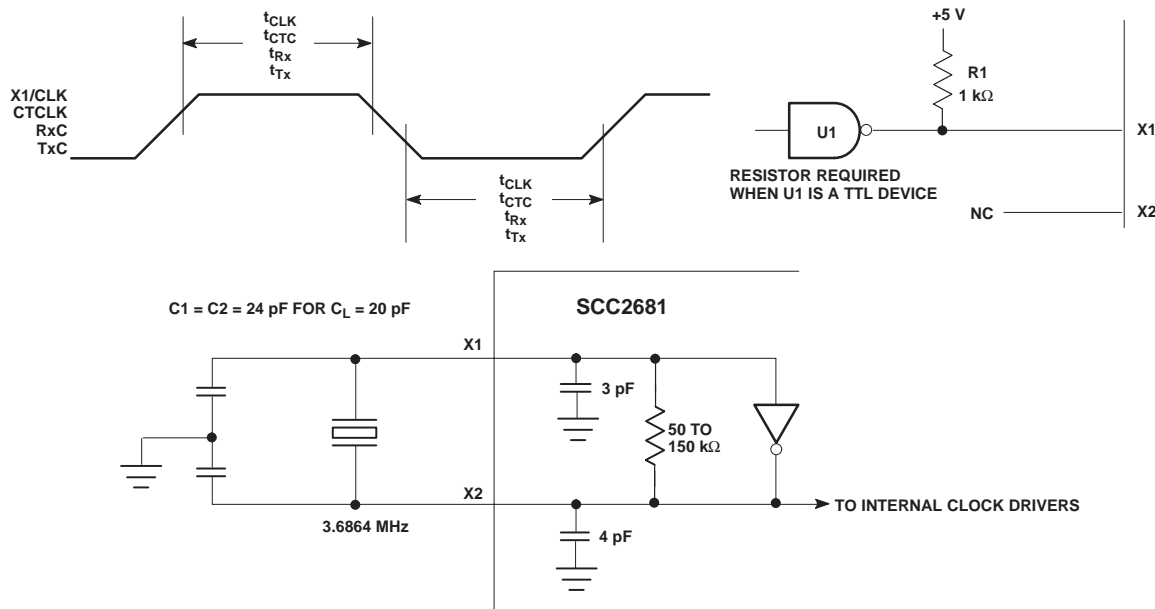 tCLK
tCTC
tRx
tTx
X1/CLK
CTCLK
RxC
TxC
tCLK
tCTC
tRx
tTx
+5 V
R1
1 kΩ
U1
X1
RESISTOR REQUIRED
WHEN U1 IS A TTL DEVICE
NC
X2
C1 = C2 = 24 pF FOR CL = 20 pF
SCC2681
X1
3 pF
50 TO
150 kΩ
X2
TO INTERNAL CLOCK DRIVERS
3.6864 MHz
4 pF